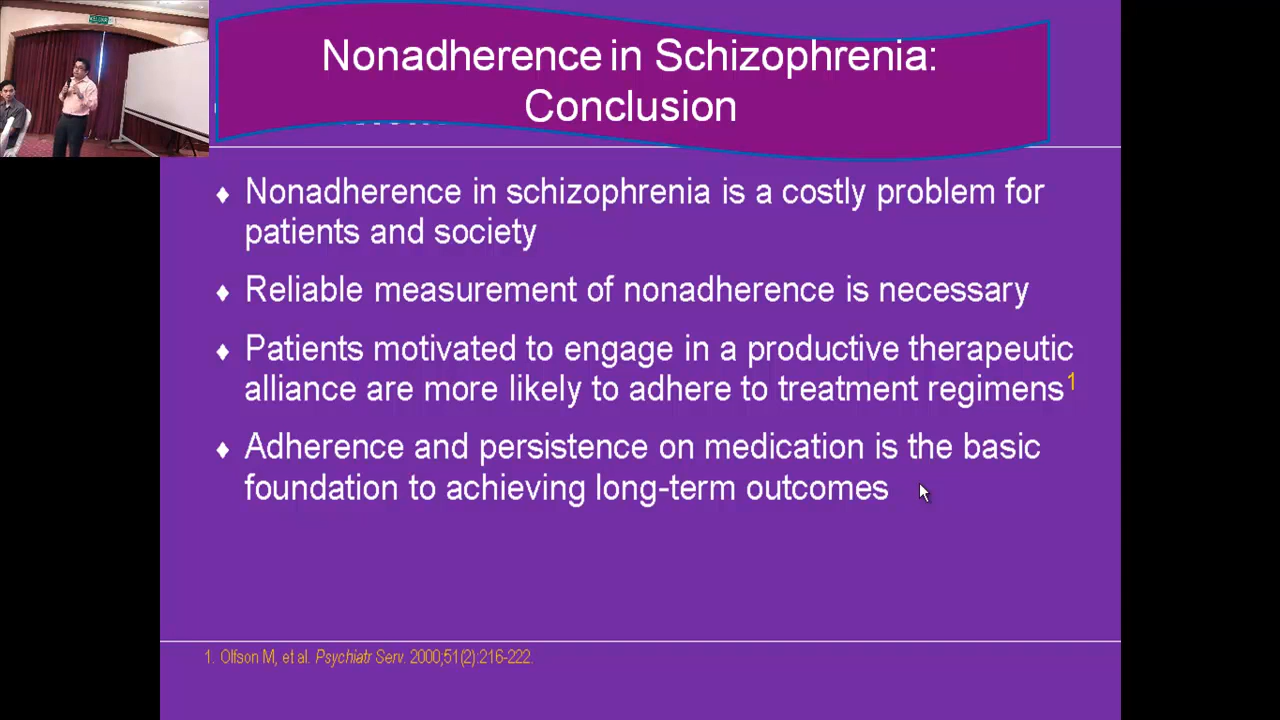 Nonadherence in Schizophrenia:
Conclusion
♦ Nonadherence in schizophrenia is a costly problem for
patients and society
♦ Reliable measurement of nonadherence is necessary
♦ Patients motivated to engage in a productive therapeutic
alliance are more likely to adhere to treatment regimens1
♦ Adherence and persistence on medication is the basic
foundation to achieving long-term outcomes
1. Olfson M, et al. Psychiatr Serv. 2000;51(2):216-222.